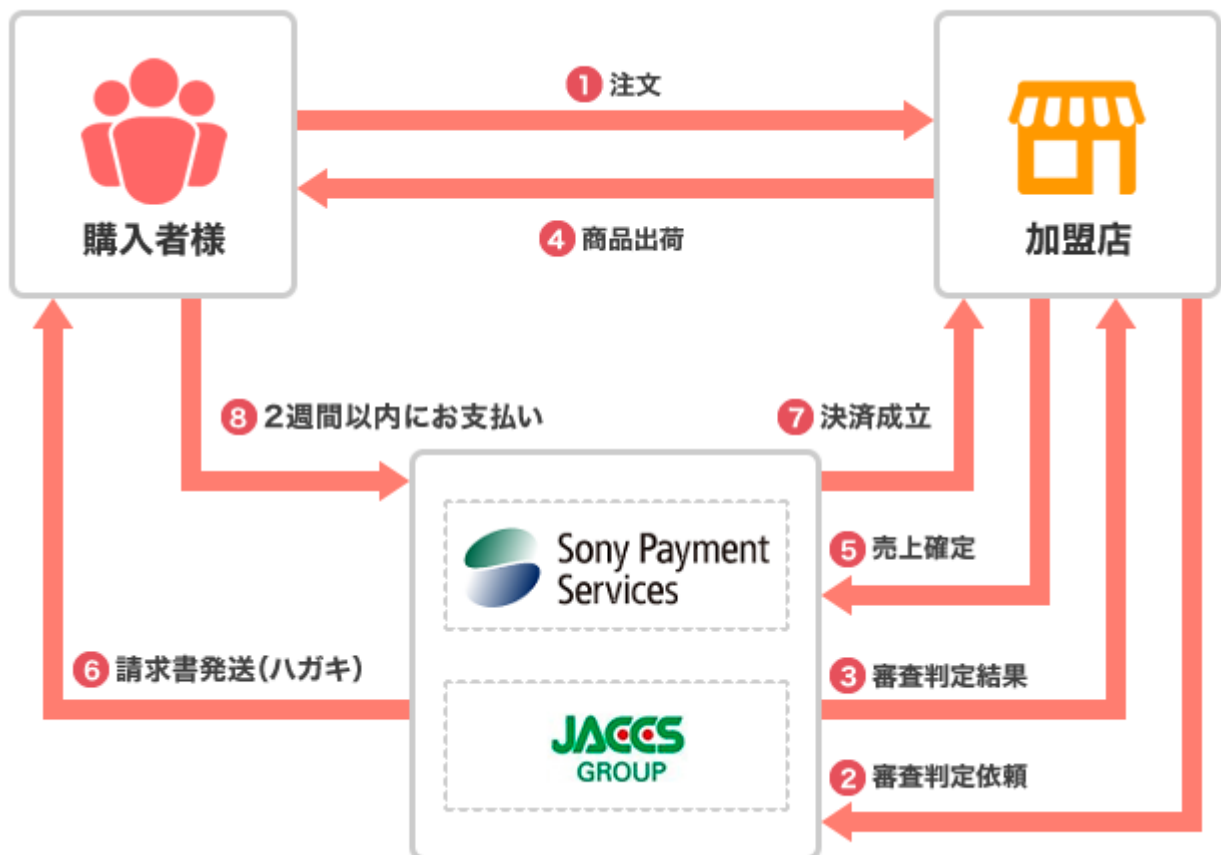 ① 注文
④ 商品出荷
購入者様
加盟店
⑧ 2週間以内にお支払い
⑦ 決済成立
Sony Payment
Services
⑤ 売上確定
⑥ 請求書発送(ハガキ)
③ 審査判定結果
JACCS
GROUP
② 審査判定依頼